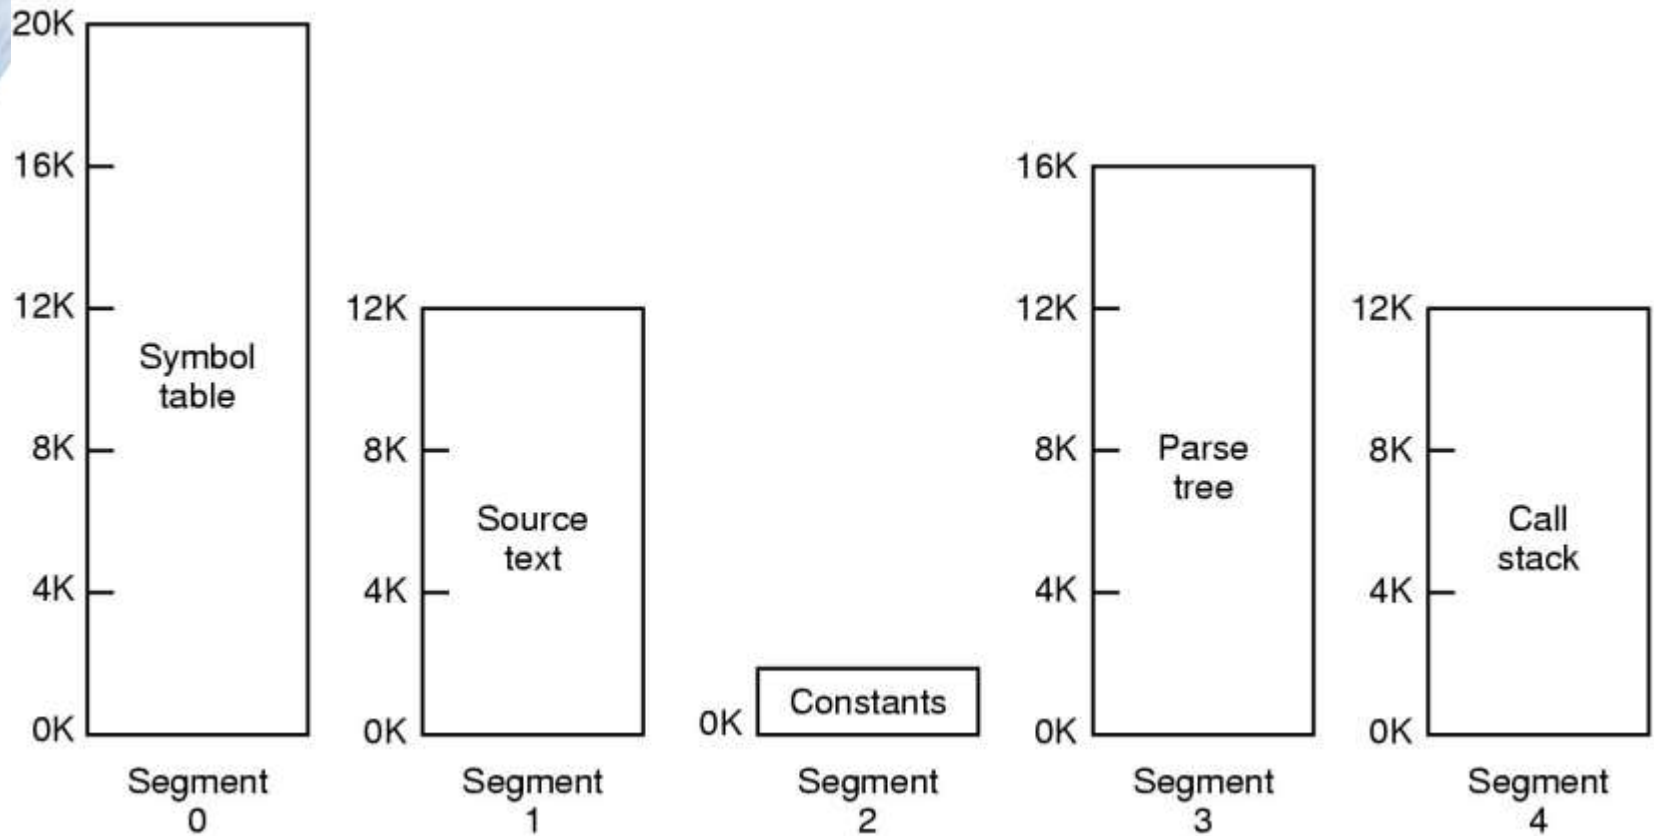 20K
16K
12K
8K
4K
0K
Symbol
table
Segment
0
12K
8K
4K
0K
Source
text
Segment
1
0K
Constants
Segment
2
16K
12K
8K
4K
0K
Parse
tree
Segment
3
12K
8K
4K
0K
Call
stack
Segment
4